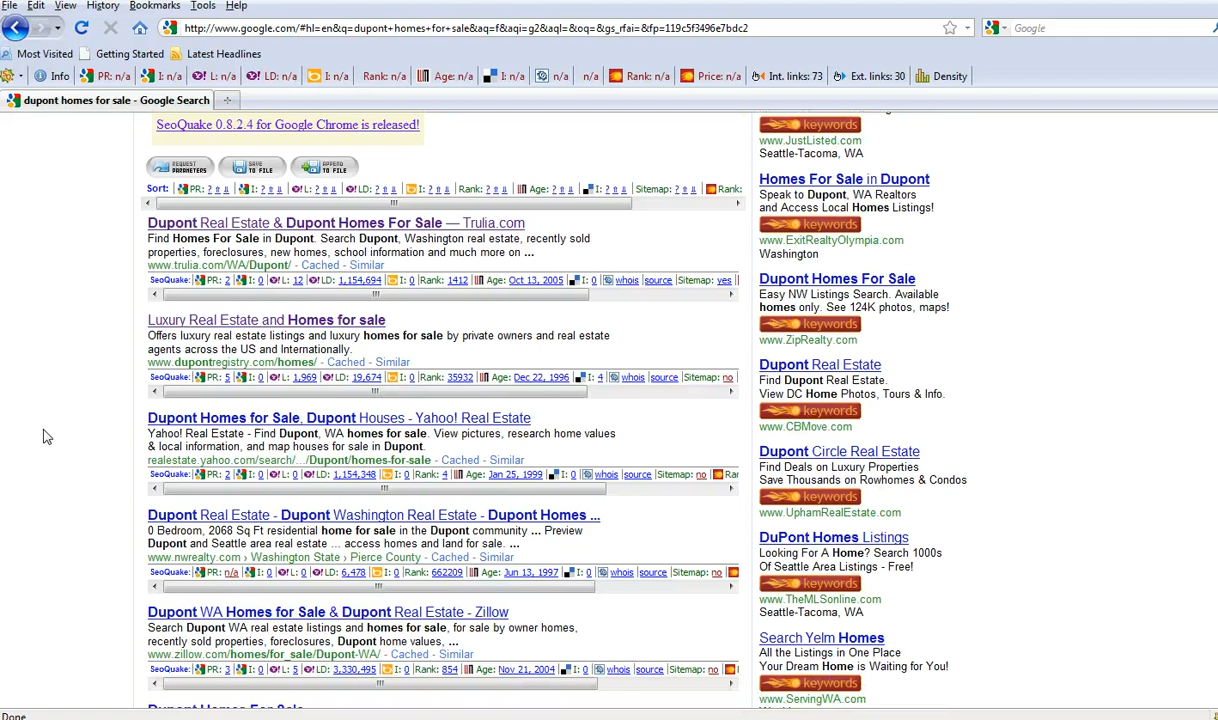 File Edit View History Bookmarks Tools Help
http://www.google.com/#hl=en&q=dupont+homes+for+sale&aq=f&aqi=g2&aql=&oq=&gs_rfai=&fp=119c5f3496e7bdc2
Google
Most Visited Getting Started Latest Headlines
Info PR: n/a I: n/a L: n/a LD: n/a I: n/a Rank: n/a Age: n/a I: n/a n/a n/a Rank: n/a Price: n/a Int. links: 73 Ext. links: 30 Density
dupont homes for sale - Google Search
SeoQuake 0.8.2.4 for Google Chrome is released!
REQUEST PARAMETERS SAVE TO FILE APPEND TO FILE
Sort: PR: ? I: ? L: ? LD: ? I: ? Rank: ? Age: ? I: ? Sitemap: ? Rank:
Dupont Real Estate & Dupont Homes For Sale — Trulia.com
Find Homes For Sale in Dupont. Search Dupont, Washington real estate, recently sold
properties, foreclosures, new homes, school information and much more on ...
www.trulia.com/WA/Dupont/ - Cached - Similar
SeoQuake: PR: 2 I: 0 L: 12 LD: 1,154,694 I: 0 Rank: 1412 Age: Oct 13, 2005 I: 0 whois source Sitemap: yes
Luxury Real Estate and Homes for sale
Offers luxury real estate listings and luxury homes for sale by private owners and real estate
agents across the US and Internationally.
www.dupontregistry.com/homes/ - Cached - Similar
SeoQuake: PR: 5 I: 0 L: 1,969 LD: 19,674 I: 0 Rank: 35932 Age: Dec 22, 1996 I: 4 whois source Sitemap: no
Dupont Homes for Sale, Dupont Houses - Yahoo! Real Estate
Yahoo! Real Estate - Find Dupont, WA homes for sale. View pictures, research home values
& local information, and map houses for sale in Dupont.
realestate.yahoo.com/search/.../Dupont/homes-for-sale - Cached - Similar
SeoQuake: PR: 2 I: 0 L: 0 LD: 1,154,348 I: 0 Rank: 4 Age: Jan 25, 1999 I: 0 whois source Sitemap: no Ra
Dupont Real Estate - Dupont Washington Real Estate - Dupont Homes ...
0 Bedroom, 2068 Sq Ft residential home for sale in the Dupont community ... Preview
Dupont and Seattle area real estate ... access homes and land for sale. ...
www.nwrealty.com › Washington State › Pierce County - Cached - Similar
SeoQuake: PR: n/a I: 0 L: 0 LD: 6,478 I: 0 Rank: 662209 Age: Jun 13, 1997 I: 0 whois source Sitemap: no
Dupont WA Homes for Sale & Dupont Real Estate - Zillow
Search Dupont WA real estate listings and homes for sale, for sale by owner homes,
recently sold properties, foreclosures, Dupont home values, ...
www.zillow.com/homes/for_sale/Dupont-WA/ - Cached - Similar
SeoQuake: PR: 3 I: 0 L: 5 LD: 3,330,495 I: 0 Rank: 854 Age: Nov 21, 2004 I: 0 whois source Sitemap: no
Dupont Homes For Sale
keywords
www.JustListed.com
Seattle-Tacoma, WA
Homes For Sale in Dupont
Speak to Dupont, WA Realtors
and Access Local Homes Listings!
keywords
www.ExitRealtyOlympia.com
Washington
Dupont Homes For Sale
Easy NW Listings Search. Available
homes only. See 124K photos, maps!
keywords
www.ZipRealty.com
Dupont Real Estate
Find Dupont Real Estate.
View DC Home Photos, Tours & Info.
keywords
www.CBMove.com
Dupont Circle Real Estate
Find Deals on Luxury Properties
Save Thousands on Rowhomes & Condos
keywords
www.UphamRealEstate.com
DuPont Homes Listings
Looking For A Home? Search 1000s
Of Seattle Area Listings - Free!
keywords
www.TheMLSonline.com
Seattle-Tacoma, WA
Search Yelm Homes
All the Listings in One Place
Your Dream Home is Waiting for You!
keywords
www.ServingWA.com
Done